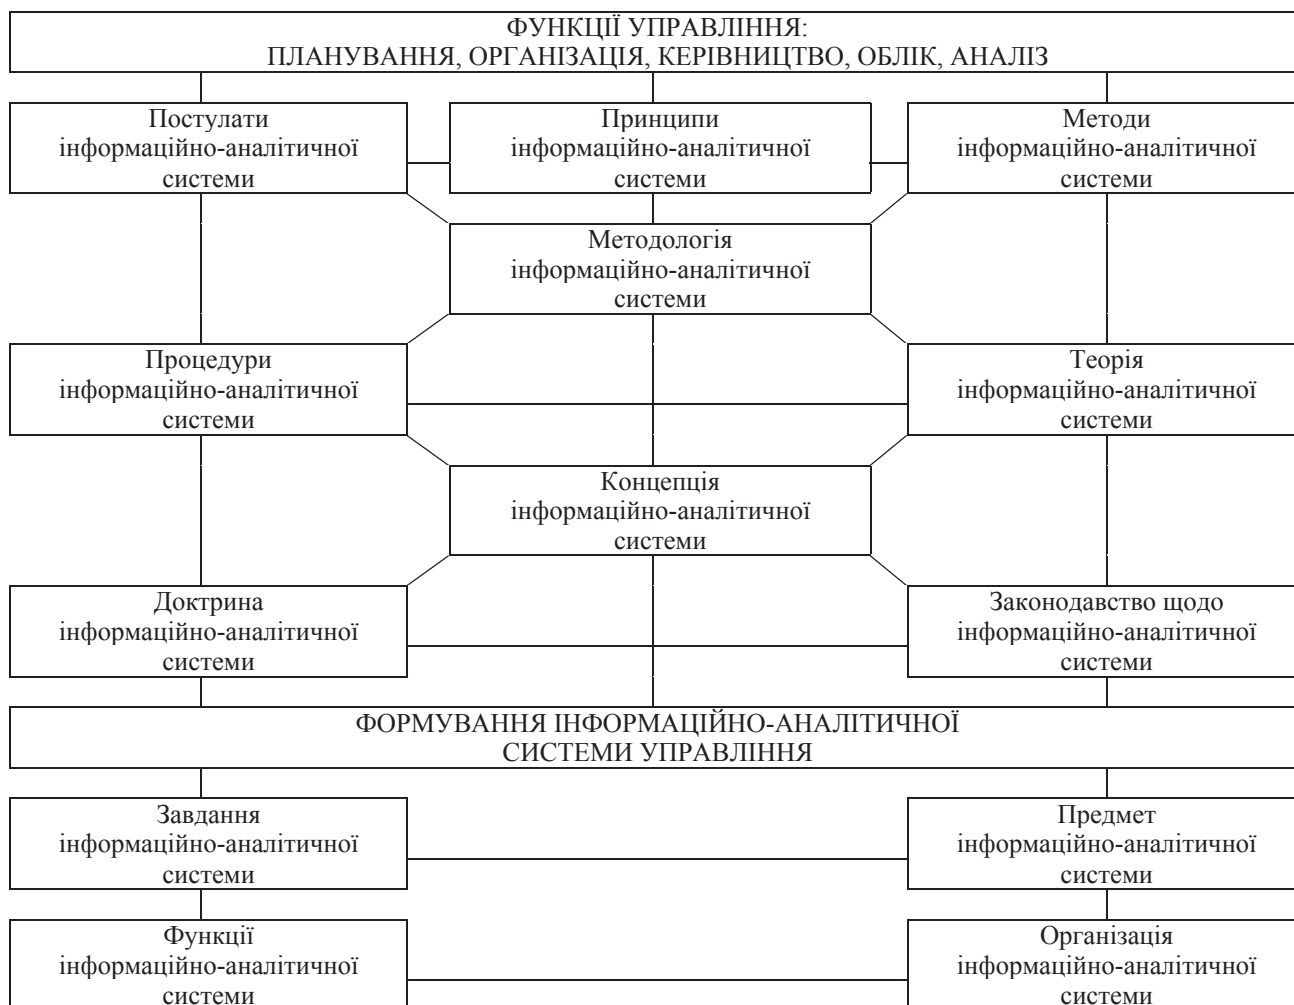 ФУНКЦІЇ УПРАВЛІННЯ:
ПЛАНУВАННЯ, ОРГАНІЗАЦІЯ, КЕРІВНИЦТВО, ОБЛІК, АНАЛІЗ
Постулати
інформаційно-аналітичної
системи
Принципи
інформаційно-аналітичної
системи
Методи
інформаційно-аналітичної
системи
Методологія
інформаційно-аналітичної
системи
Процедури
інформаційно-аналітичної
системи
Теорія
інформаційно-аналітичної
системи
Концепція
інформаційно-аналітичної
системи
Доктрина
інформаційно-аналітичної
системи
Законодавство щодо
інформаційно-аналітичної
системи
ФОРМУВАННЯ ІНФОРМАЦІЙНО-АНАЛІТИЧНОЇ
СИСТЕМИ УПРАВЛІННЯ
Завдання
інформаційно-аналітичної
системи
Предмет
інформаційно-аналітичної
системи
Функції
інформаційно-аналітичної
системи
Організація
інформаційно-аналітичної
системи